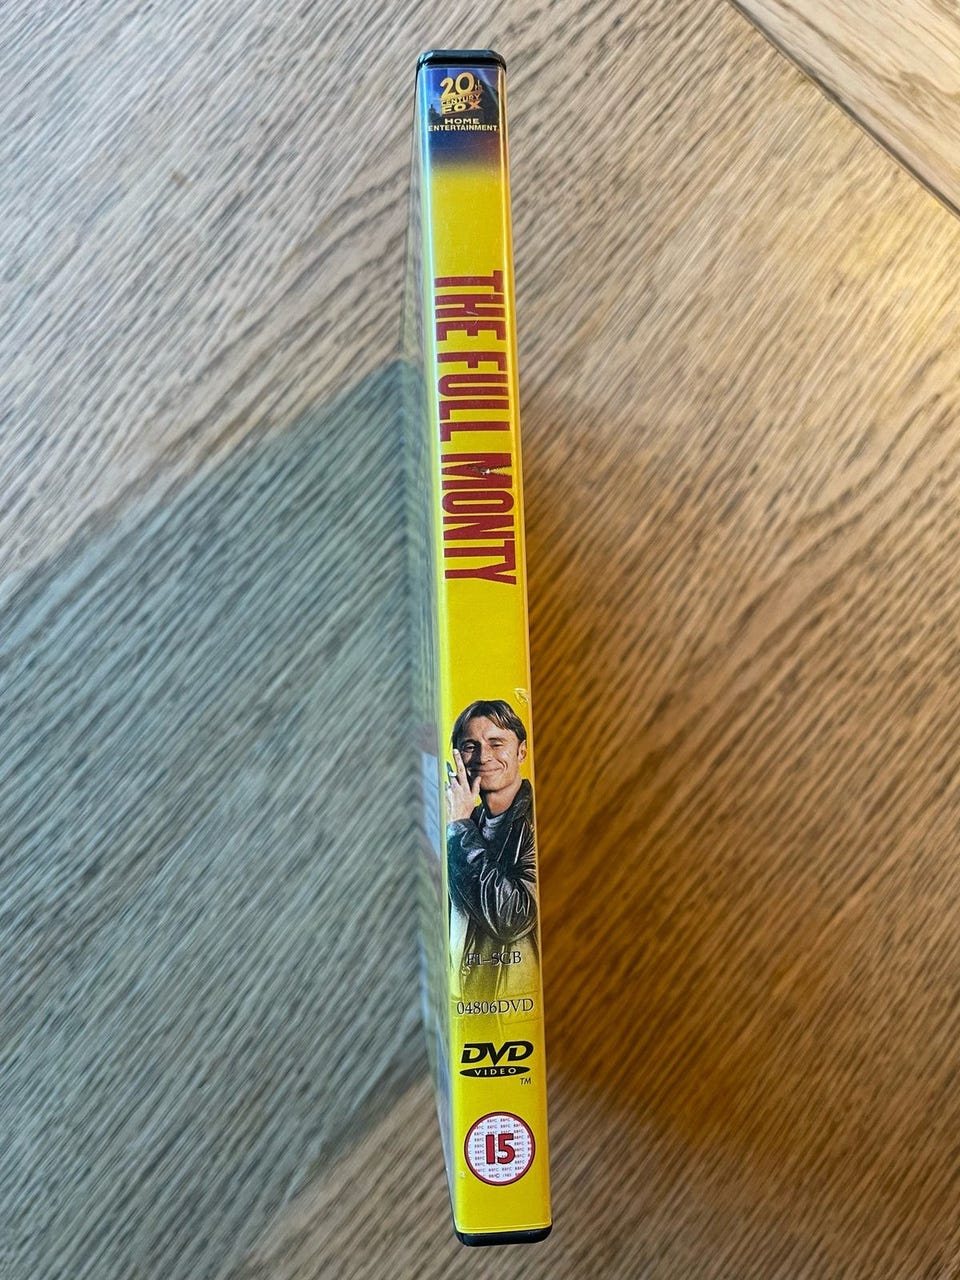 20th
CENTURY
FOX
HOME
ENTERTAINMENT
THE FULL MONTY
F1-SGB
04806DVD
DVD
VIDEO
TM
15